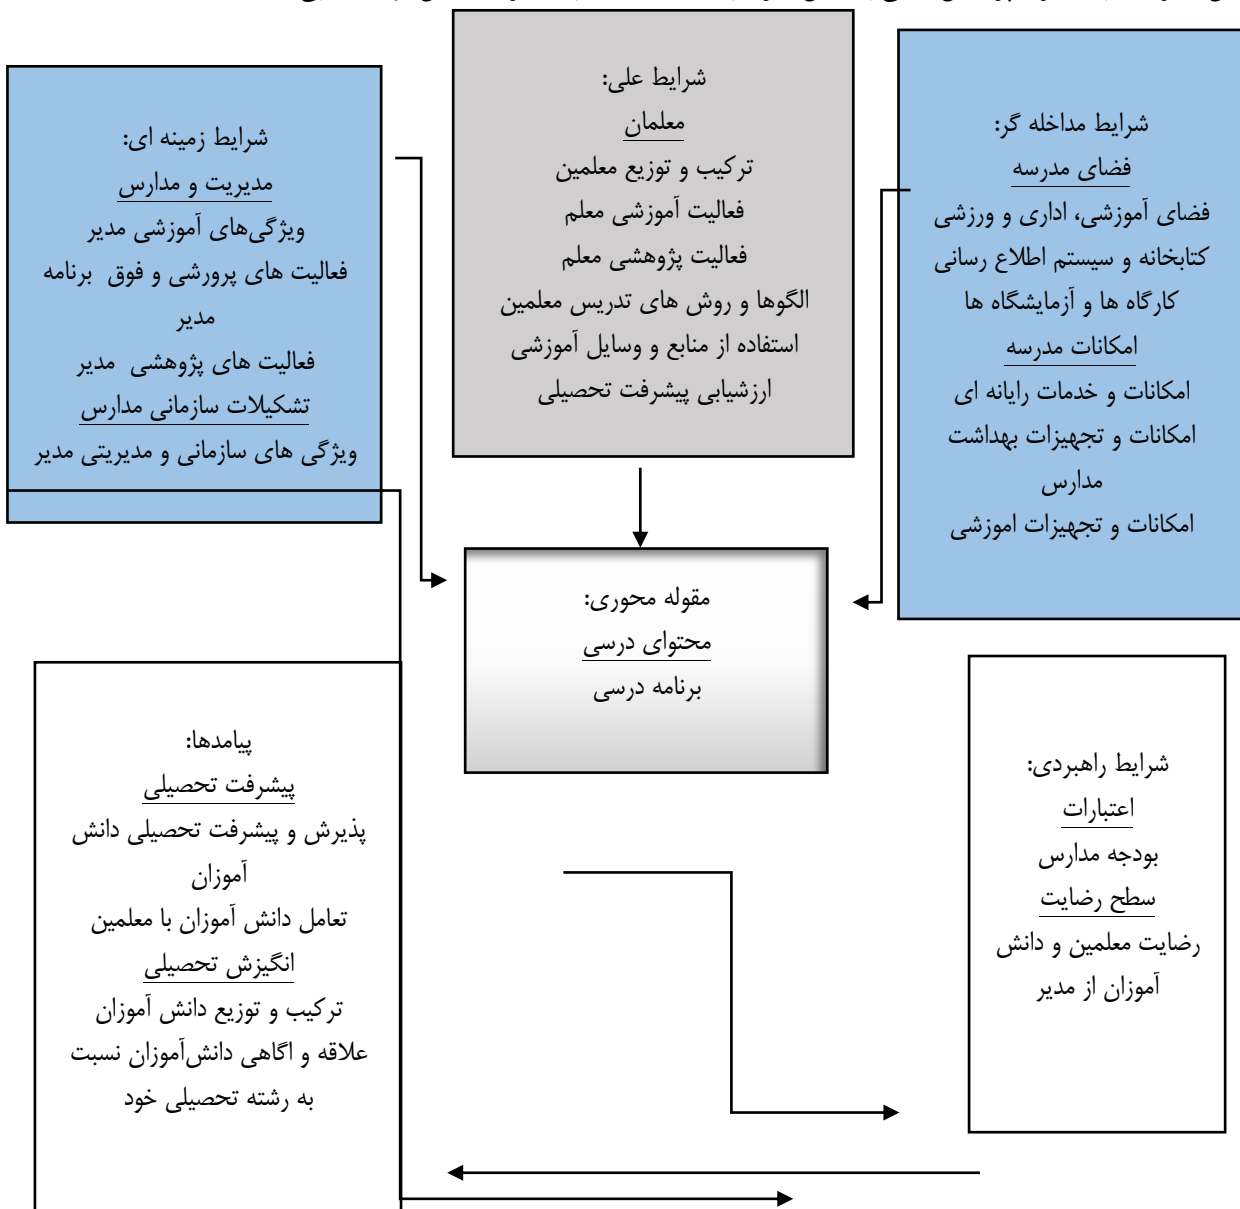 شرایط علی:
معلمان
ترکیب و توزیع معلمین
فعالیت آموزشی معلم
فعالیت پژوهشی معلم
الگوها و روش های تدریس معلمین
استفاده از منابع و وسایل آموزشی
ارزشیابی پیشرفت تحصیلی
شرایط مداخله گر:
فضای مدرسه
فضای آموزشی، اداری و ورزشی
کتابخانه و سیستم اطلاع رسانی
کارگاه ها و آزمایشگاه ها
امکانات مدرسه
امکانات و خدمات رایانه ای
امکانات و تجهیزات بهداشت
مدارس
امکانات و تجهیزات اموزشی
شرایط زمینه ای:
مدیریت و مدارس
ویژگی‌های آموزشی مدیر
فعالیت های پرورشی و فوق برنامه
مدیر
فعالیت های پژوهشی مدیر
تشکیلات سازمانی مدارس
ویژگی های سازمانی و مدیریتی مدیر
مقوله محوری:
محتوای درسی
برنامه درسی
شرایط راهبردی:
اعتبارات
بودجه مدارس
سطح رضایت
رضایت معلمین و دانش
آموزان از مدیر
پیامدها:
پیشرفت تحصیلی
پذیرش و پیشرفت تحصیلی دانش
آموزان
تعامل دانش آموزان با معلمین
انگیزش تحصیلی
ترکیب و توزیع دانش آموزان
علاقه و اگاهی دانش‌آموزان نسبت
به رشته تحصیلی خود